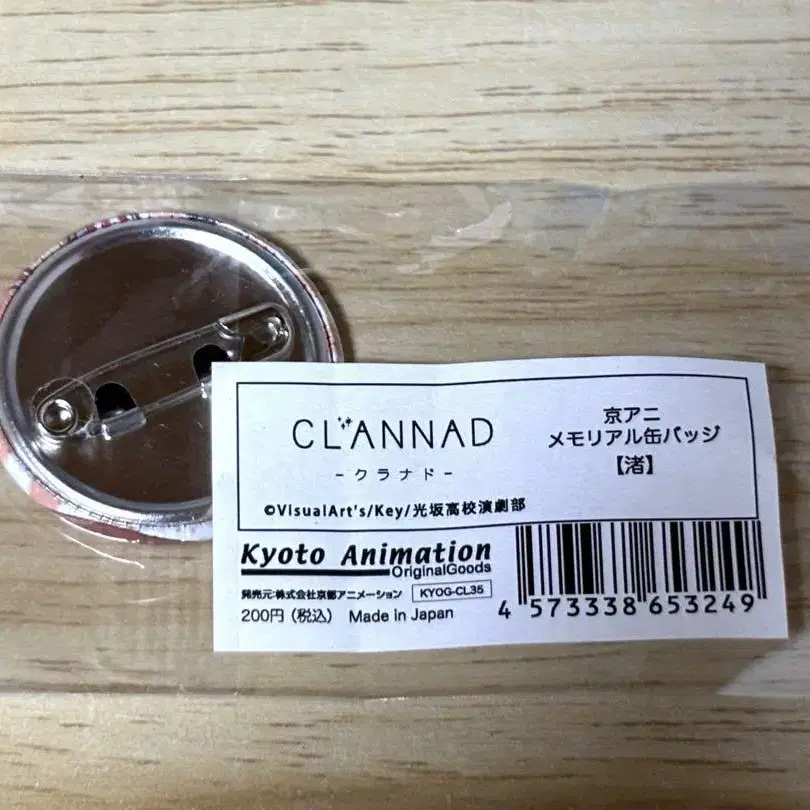 CLANNAD
-クラナド-
京アニ
メモリアル缶バッジ
【渚】
©VisualArt's/Key/光坂高校演劇部
Kyoto Animation
OriginalGoods
発売元:株式会社京都アニメーション KYOG-CL35
200円(税込) Made in Japan
4 573338 653249